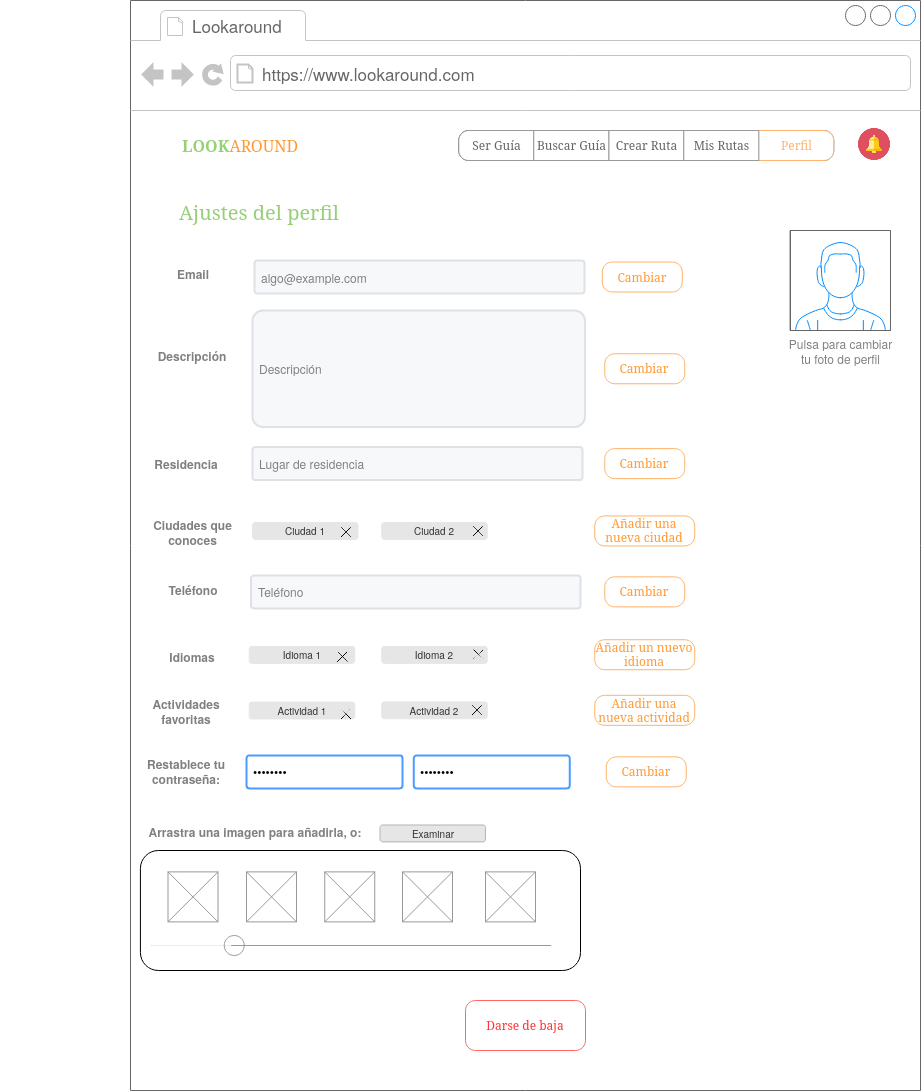 Lookaround
https://www.lookaround.com
LOOKAROUND
Ser Guía
Buscar Guía
Crear Ruta
Mis Rutas
Perfil
Ajustes del perfil
Email
algo@example.com
Cambiar
Pulsa para cambiar
tu foto de perfil
Descripción
Descripción
Cambiar
Residencia
Lugar de residencia
Cambiar
Ciudades que
conoces
Ciudad 1
Ciudad 2
Añadir una
nueva ciudad
Teléfono
Teléfono
Cambiar
Idiomas
Idioma 1
Idioma 2
Añadir un nuevo
idioma
Actividades
favoritas
Actividad 1
Actividad 2
Añadir una
nueva actividad
Restablece tu
contraseña:
••••••••
••••••••
Cambiar
Arrastra una imagen para añadirla, o:
Examinar
Darse de baja